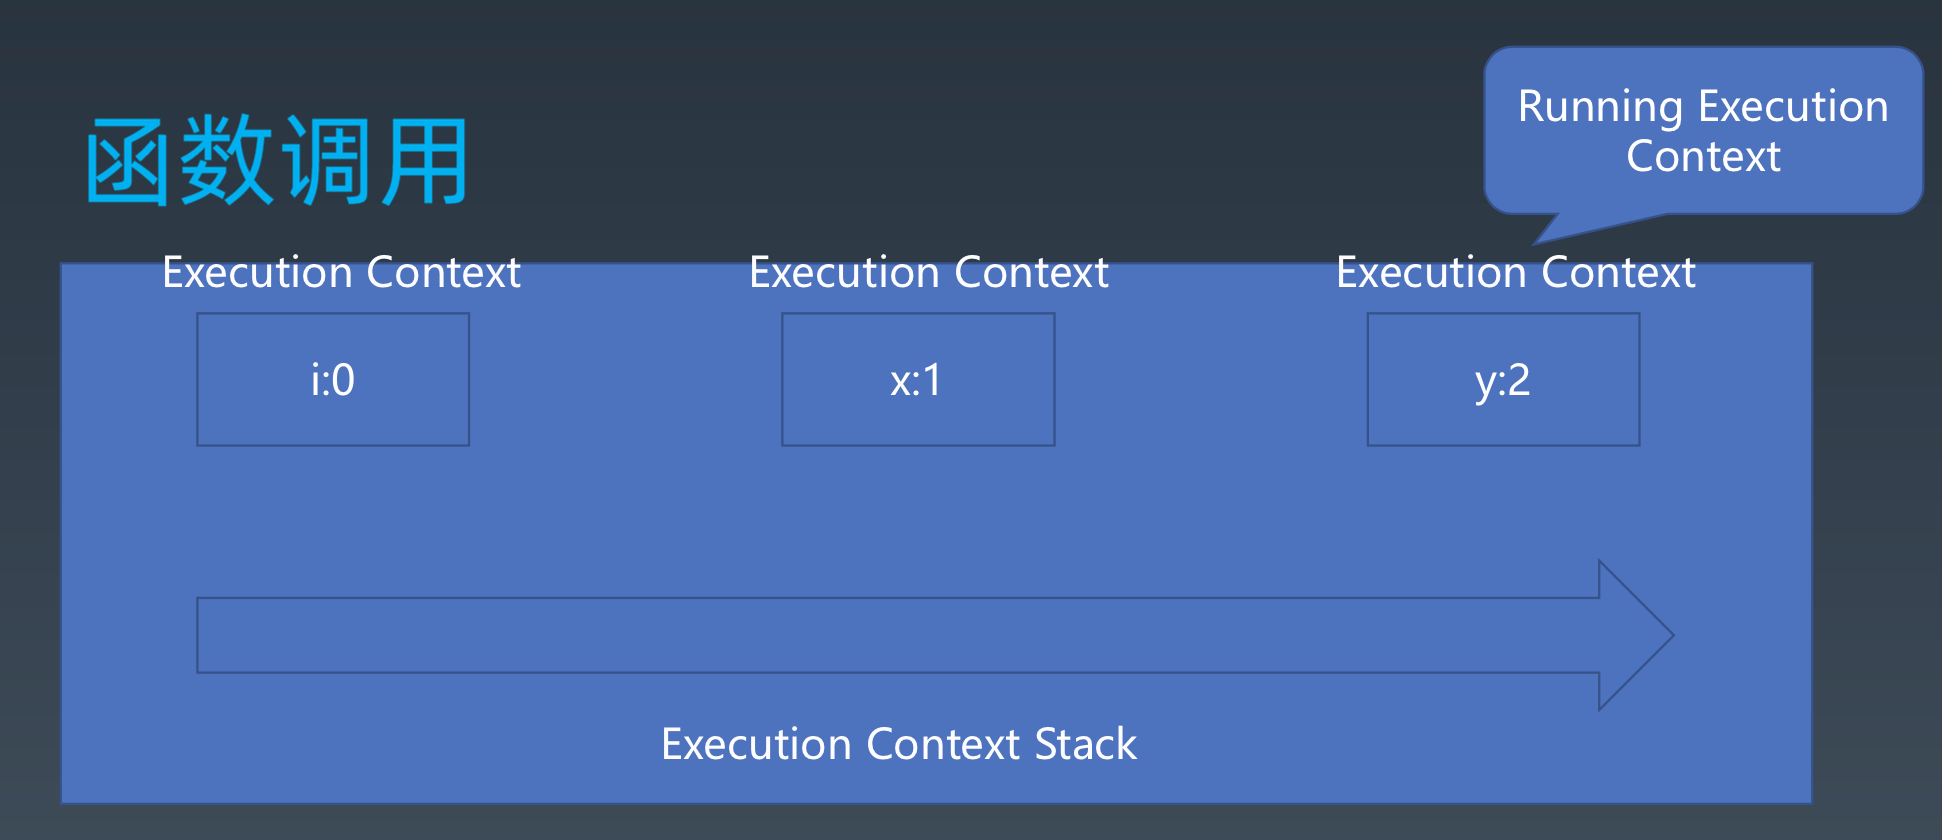 函数调用
Running Execution
Context
Execution Context
Execution Context
Execution Context
i:0
x:1
y:2
Execution Context Stack